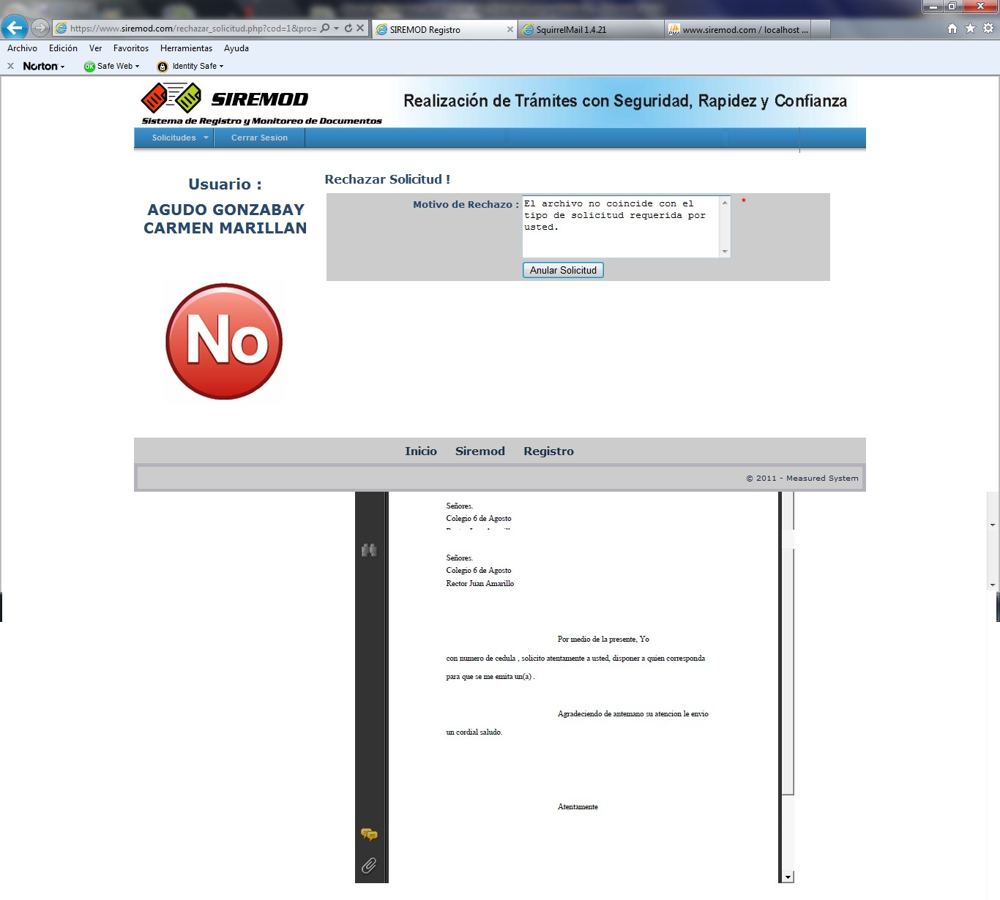 https://www.siremod.com/rechazar_solicitud.php?cod=1&pro=
SIREMOD Registro
SquirrelMail 1.4.21
www.siremod.com / localhost ...
Archivo Edición Ver Favoritos Herramientas Ayuda
x Norton Safe Web Identity Safe
SIREMOD
Sistema de Registro y Monitoreo de Documentos
Realización de Trámites con Seguridad, Rapidez y Confianza
Solicitudes Cerrar Sesion
Usuario :
AGUDO GONZABAY
CARMEN MARILLAN
Rechazar Solicitud !
Motivo de Rechazo :
El archivo no coincide con el
tipo de solicitud requerida por
usted.
*
Anular Solicitud
No
Inicio Siremod Registro
© 2011 - Measured System
Señores.
Colegio 6 de Agosto
Señores.
Colegio 6 de Agosto
Rector Juan Amarillo
Por medio de la presente, Yo
con numero de cedula , solicito atentamente a usted, disponer a quien corresponda
para que se me emita un(a) .
Agradeciendo de antemano su atencion le envio
un cordial saludo.
Atentamente